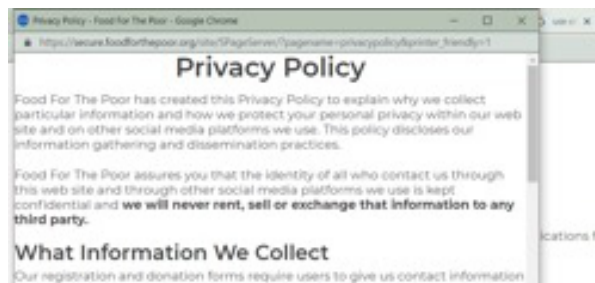 Privacy Policy - Food For The Poor - Google Chrome
https://secure.foodforthepoor.org/site/SPageServer/?pagename=privacypolicy&printer_friendly=1
Privacy Policy
Food For The Poor has created this Privacy Policy to explain why we collect
particular information and how we protect your personal privacy within our web
site and on other social media platforms we use. This policy discloses our
information gathering and dissemination practices.
Food For The Poor assures you that the identity of all who contact us through
this web site and through other social media platforms we use is kept
confidential and we will never rent, sell or exchange that information to any
third party.
ications f
What Information We Collect
Our registration and donation forms require users to give us contact information